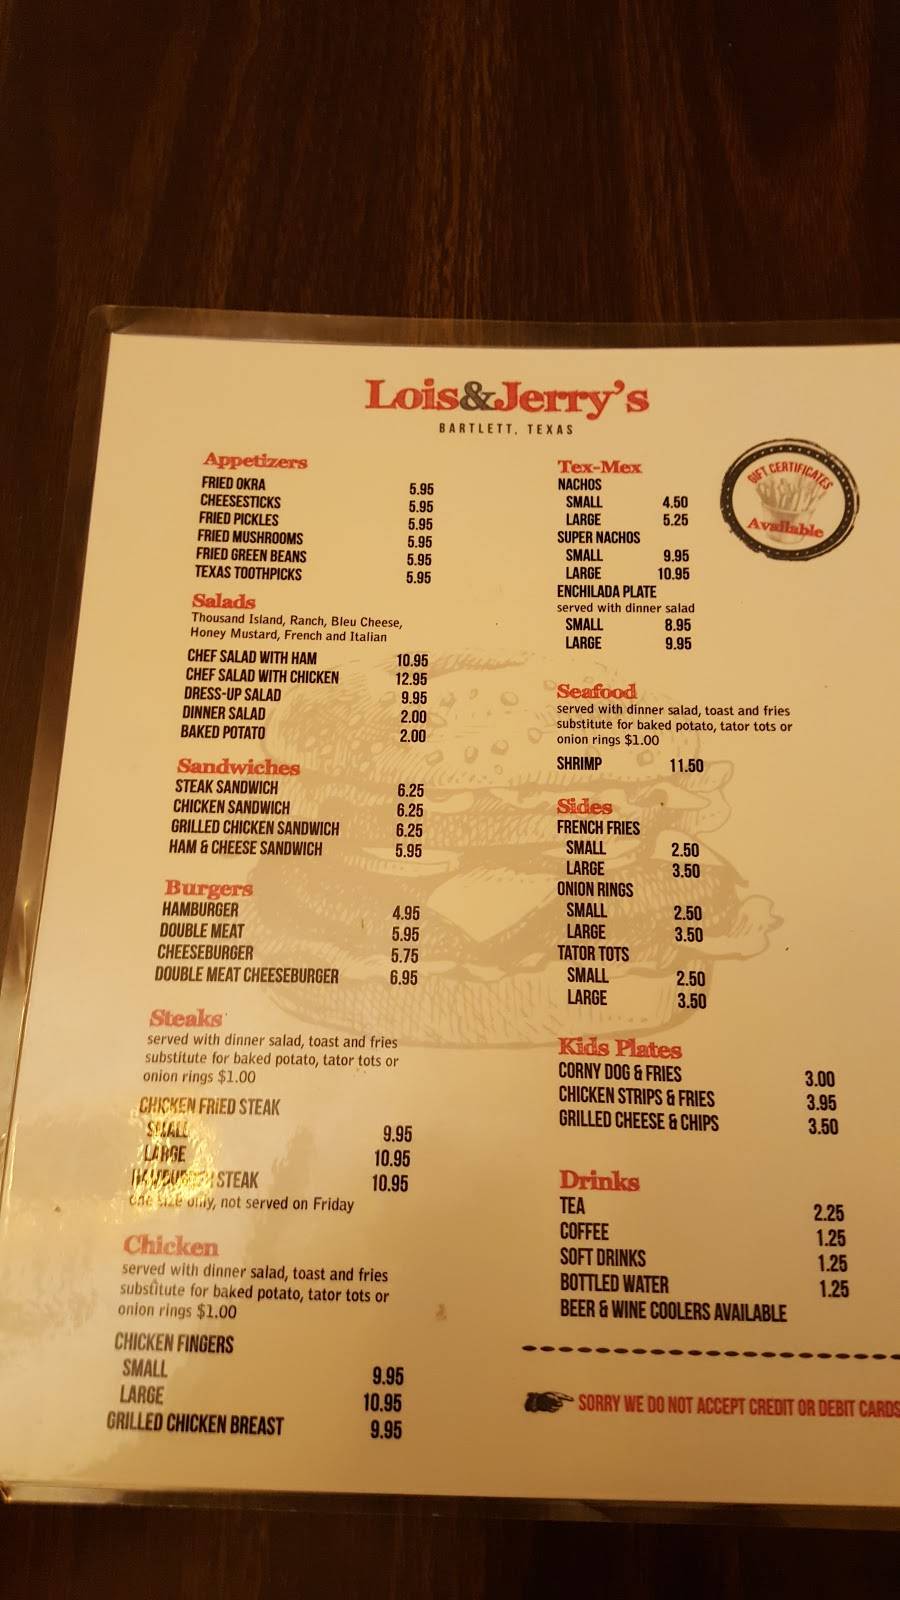 Lois&Jerry's
BARTLETT, TEXAS
GIFT CERTIFICATES
Available
Appetizers
FRIED OKRA 5.95
CHEESESTICKS 5.95
FRIED PICKLES 5.95
FRIED MUSHROOMS 5.95
FRIED GREEN BEANS 5.95
TEXAS TOOTHPICKS 5.95
Salads
Thousand Island, Ranch, Bleu Cheese,
Honey Mustard, French and Italian
CHEF SALAD WITH HAM 10.95
CHEF SALAD WITH CHICKEN 12.95
DRESS-UP SALAD 9.95
DINNER SALAD 2.00
BAKED POTATO 2.00
Sandwiches
STEAK SANDWICH 6.25
CHICKEN SANDWICH 6.25
GRILLED CHICKEN SANDWICH 6.25
HAM & CHEESE SANDWICH 5.95
Burgers
HAMBURGER 4.95
DOUBLE MEAT 5.95
CHEESEBURGER 5.75
DOUBLE MEAT CHEESEBURGER 6.95
Steaks
served with dinner salad, toast and fries
substitute for baked potato, tator tots or
onion rings $1.00
CHICKEN FRIED STEAK
SMALL 9.95
LARGE 10.95
HAMBURGER STEAK 10.95
one size only, not served on Friday
Chicken
served with dinner salad, toast and fries
substitute for baked potato, tator tots or
onion rings $1.00
CHICKEN FINGERS
SMALL 9.95
LARGE 10.95
GRILLED CHICKEN BREAST 9.95
Tex-Mex
NACHOS
SMALL 4.50
LARGE 5.25
SUPER NACHOS
SMALL 9.95
LARGE 10.95
ENCHILADA PLATE
served with dinner salad
SMALL 8.95
LARGE 9.95
Seafood
served with dinner salad, toast and fries
substitute for baked potato, tator tots or
onion rings $1.00
SHRIMP 11.50
Sides
FRENCH FRIES
SMALL 2.50
LARGE 3.50
ONION RINGS
SMALL 2.50
LARGE 3.50
TATOR TOTS
SMALL 2.50
LARGE 3.50
Kids Plates
CORNY DOG & FRIES 3.00
CHICKEN STRIPS & FRIES 3.95
GRILLED CHEESE & CHIPS 3.50
Drinks
TEA 2.25
COFFEE 1.25
SOFT DRINKS 1.25
BOTTLED WATER 1.25
BEER & WINE COOLERS AVAILABLE
SORRY WE DO NOT ACCEPT CREDIT OR DEBIT CARDS